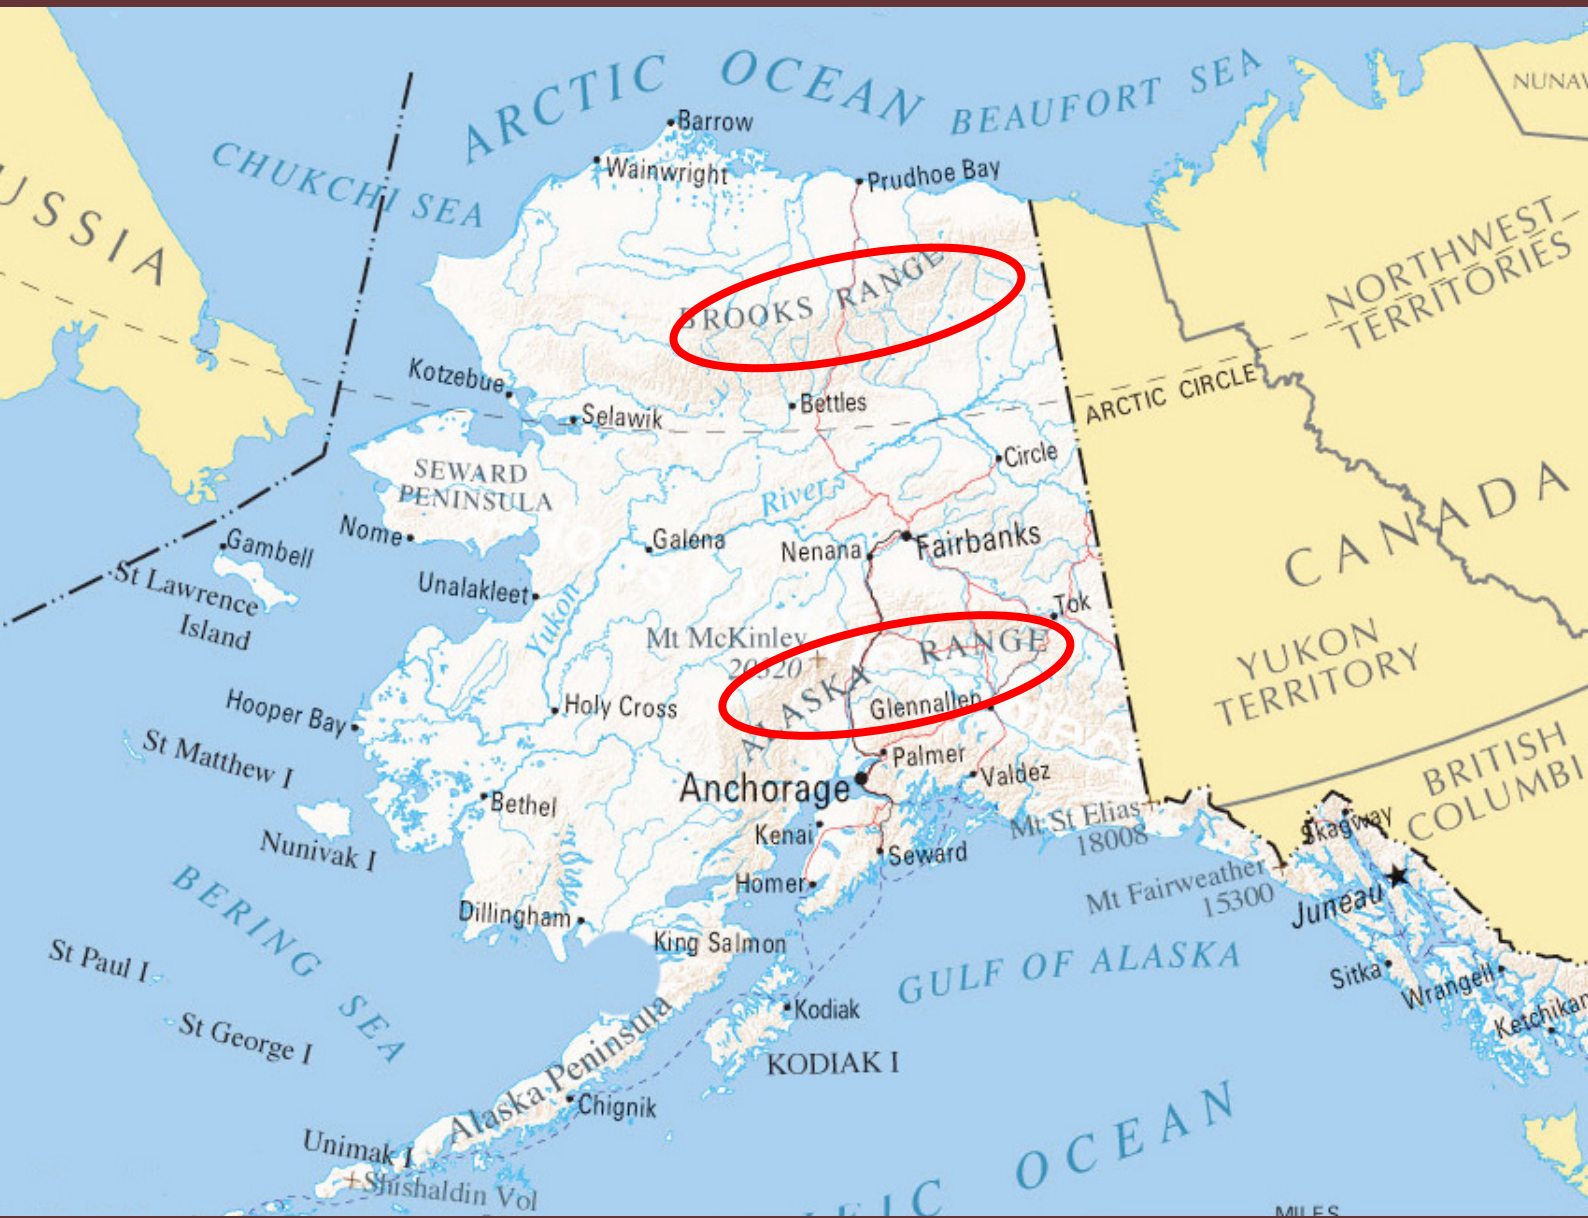 ARCTIC OCEAN
BEAUFORT SEA
CHUKCHI SEA
Barrow
Wainwright
Prudhoe Bay
BROOKS RANGE
NORTHWEST
TERRITORIES
ARCTIC CIRCLE
Kotzebue
Selawik
Bettles
Circle
SEWARD
PENINSULA
River
CANADA
Nome
Galena
Nenana
Fairbanks
Gambell
St Lawrence
Island
Unalakleet
Yukon
Tok
Mt McKinley
20320
ALASKA RANGE
YUKON
TERRITORY
Hooper Bay
Holy Cross
Glennallen
St Matthew I
Palmer
Anchorage
Valdez
BRITISH
Bethel
Kenai
Mt St Elias
18008
Skagway
Nunivak I
Seward
Homer
Mt Fairweather
15300
Juneau
BERING SEA
Dillingham
King Salmon
GULF OF ALASKA
St Paul I
Sitka
Wrangell
Kodiak
St George I
KODIAK I
Alaska Peninsula
Chignik
OCEAN
Unimak I
Shishaldin Vol
MILES